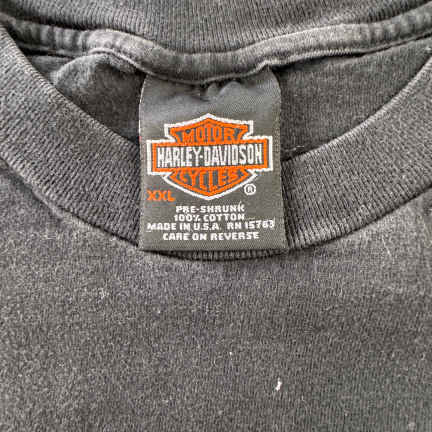 MOTOR
HARLEY-DAVIDSON
CYCLES
®
XXL
PRE-SHRUNK
100% COTTON
MADE IN U.S.A. RN 15763
CARE ON REVERSE